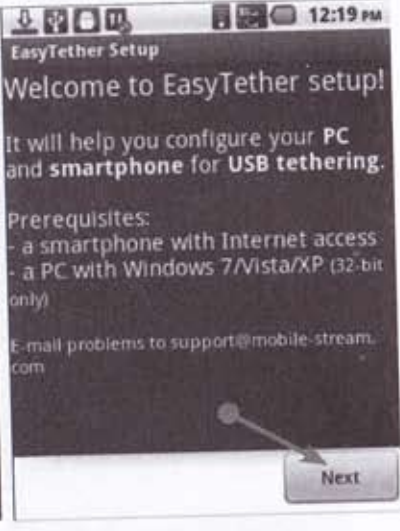 12:19 PM
EasyTether Setup
Welcome to EasyTether setup!
It will help you configure your PC
and smartphone for USB tethering.
Prerequisites:
- a smartphone with Internet access
- a PC with Windows 7/Vista/XP (32-bit
only)
E-mail problems to support@mobile-stream.
com
Next